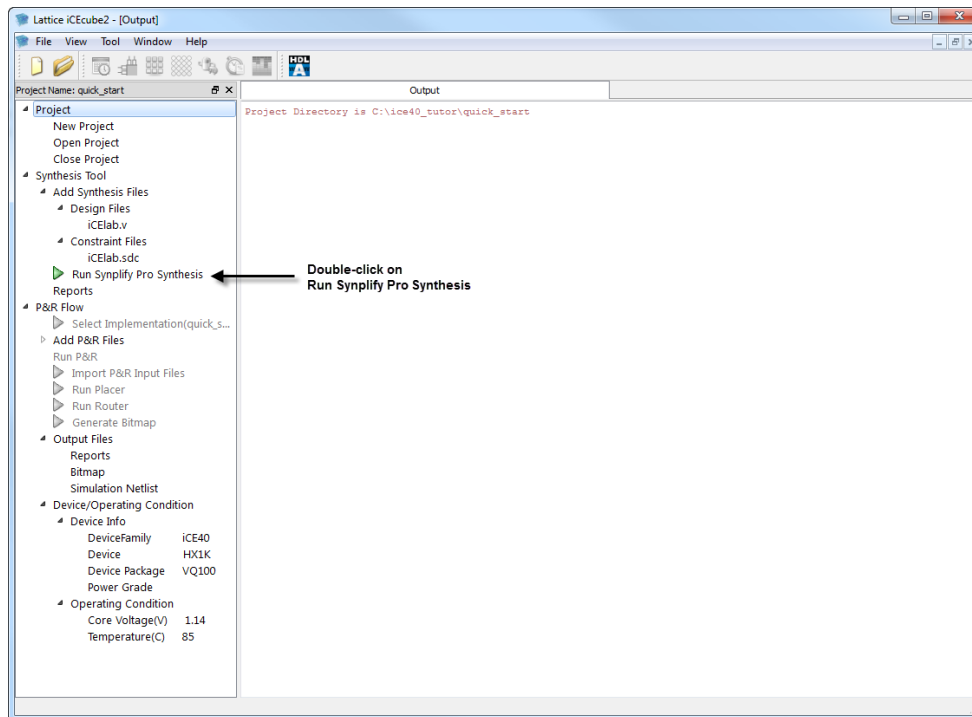 Lattice iCEcube2 - [Output]
File View Tool Window Help
HDL
A
Project Name: quick_start
Output
Project
New Project
Open Project
Close Project
Synthesis Tool
Add Synthesis Files
Design Files
iCElab.v
Constraint Files
iCElab.sdc
Run Synplify Pro Synthesis
Reports
P&R Flow
Select Implementation(quick_s...
Add P&R Files
Run P&R
Import P&R Input Files
Run Placer
Run Router
Generate Bitmap
Output Files
Reports
Bitmap
Simulation Netlist
Device/Operating Condition
Device Info
DeviceFamily iCE40
Device HX1K
Device Package VQ100
Power Grade
Operating Condition
Core Voltage(V) 1.14
Temperature(C) 85
Project Directory is C:\ice40_tutor\quick_start
Double-click on
Run Synplify Pro Synthesis